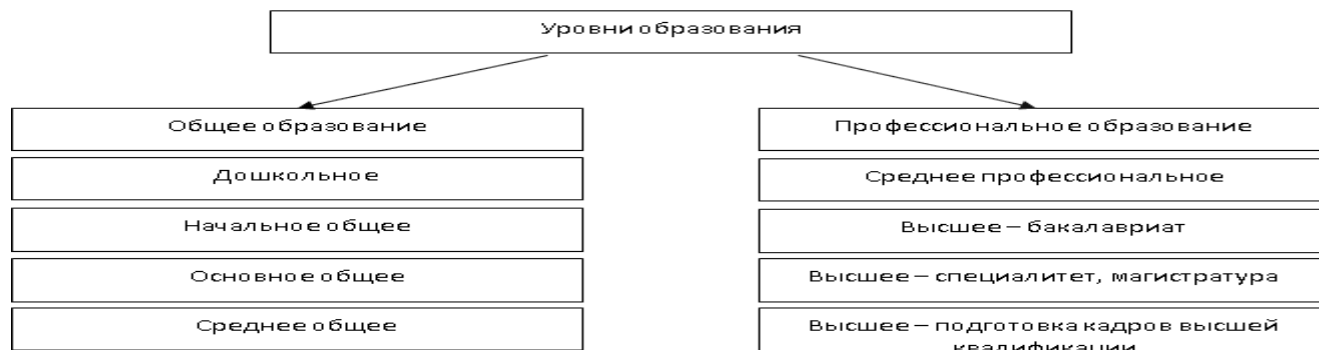 Уровни образования
Общее образование
Дошкольное
Начальное общее
Основное общее
Среднее общее
Профессиональное образование
Среднее профессиональное
Высшее – бакалавриат
Высшее – специалитет, магистратура
Высшее – подготовка кадров высшей
квалификации